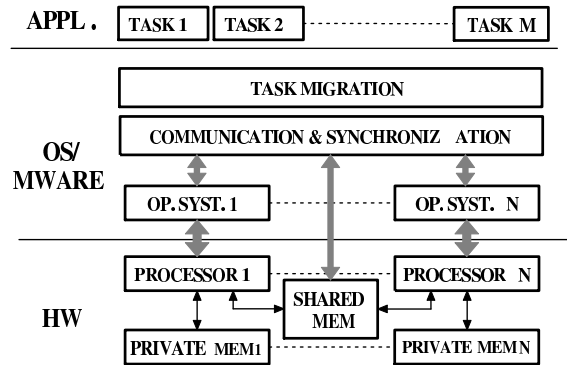 APPL. TASK 1 TASK 2 TASK M
TASK MIGRATION
COMMUNICATION & SYNCHRONIZ ATION
OS/
MWARE
OP. SYST. 1 OP. SYST. N
PROCESSOR 1 PROCESSOR N
SHARED
MEM
HW
PRIVATE MEM1 PRIVATE MEM N